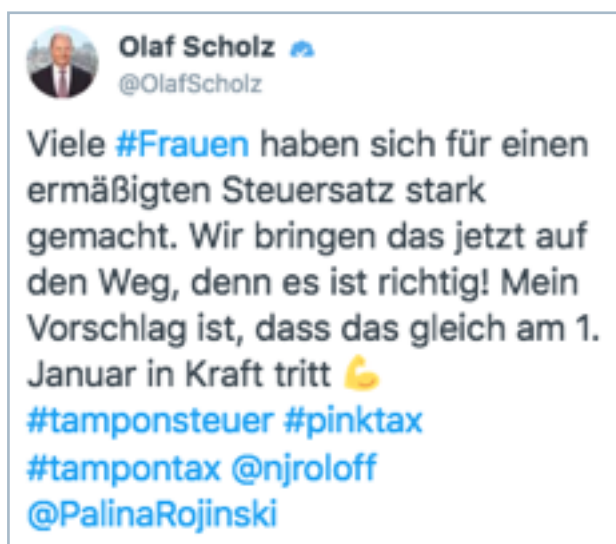 Olaf Scholz
@OlafScholz
Viele #Frauen haben sich für einen
ermäßigten Steuersatz stark
gemacht. Wir bringen das jetzt auf
den Weg, denn es ist richtig! Mein
Vorschlag ist, dass das gleich am 1.
Januar in Kraft tritt 💪
#tamponsteuer #pinktax
#tampontax @njroloff
@PalinaRojinski